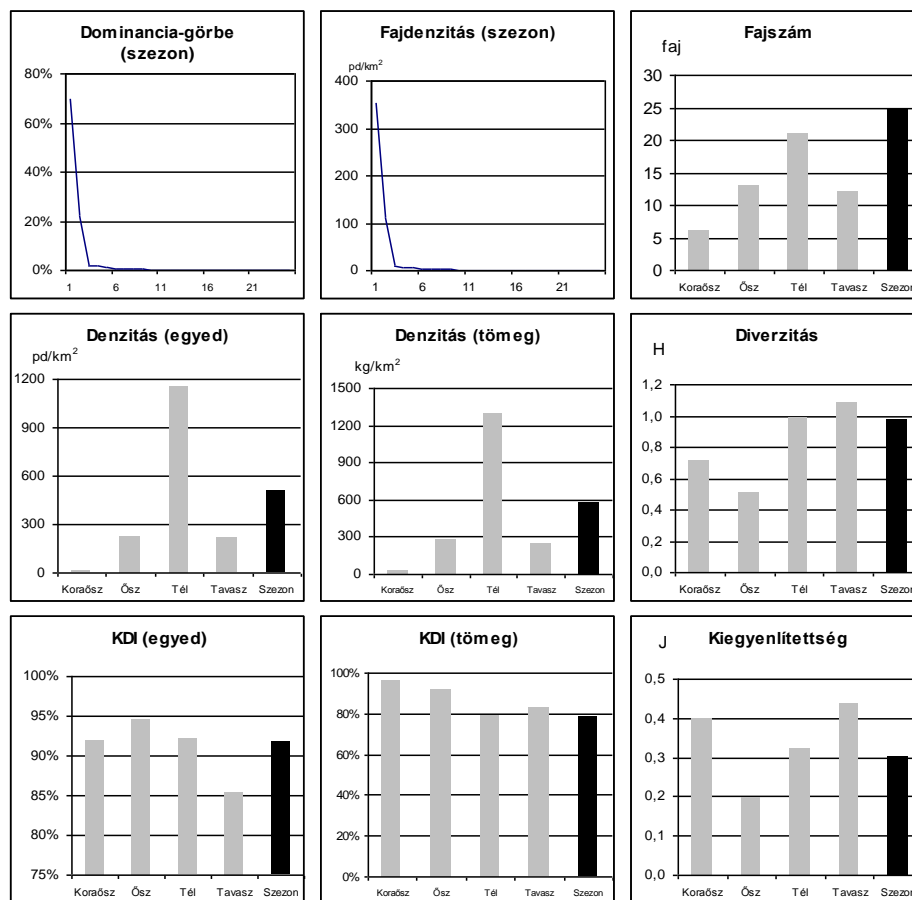 Dominancia-görbe
(szezon)
80%
60%
40%
20%
0%
1
6
11
16
21
Fajdenzitás (szezon)
pd/km²
400
300
200
100
0
1
6
11
16
21
Fajszám
faj
30
25
20
15
10
5
0
Koraősz
Ősz
Tél
Tavasz
Szezon
Denzitás (egyed)
pd/km²
1200
900
600
300
0
Koraősz
Ősz
Tél
Tavasz
Szezon
Denzitás (tömeg)
kg/km²
1500
1200
900
600
300
0
Koraősz
Ősz
Tél
Tavasz
Szezon
Diverzitás
H
1,2
1,0
0,8
0,6
0,4
0,2
0,0
Koraősz
Ősz
Tél
Tavasz
Szezon
KDI (egyed)
100%
95%
90%
85%
80%
75%
Koraősz
Ősz
Tél
Tavasz
Szezon
KDI (tömeg)
100%
80%
60%
40%
20%
0%
Koraősz
Ősz
Tél
Tavasz
Szezon
Kiegyenlítettség
J
0,5
0,4
0,3
0,2
0,1
0,0
Koraősz
Ősz
Tél
Tavasz
Szezon